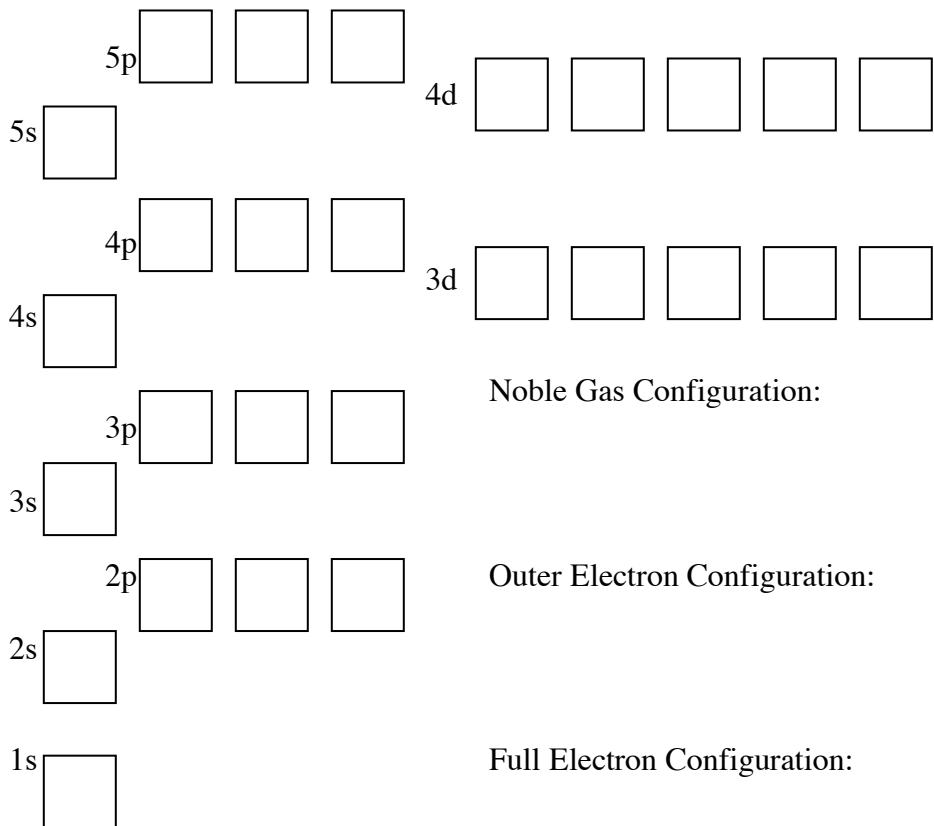 5p
4d
5s
4p
3d
4s
Noble Gas Configuration:
3p
3s
2p
Outer Electron Configuration:
2s
1s
Full Electron Configuration: